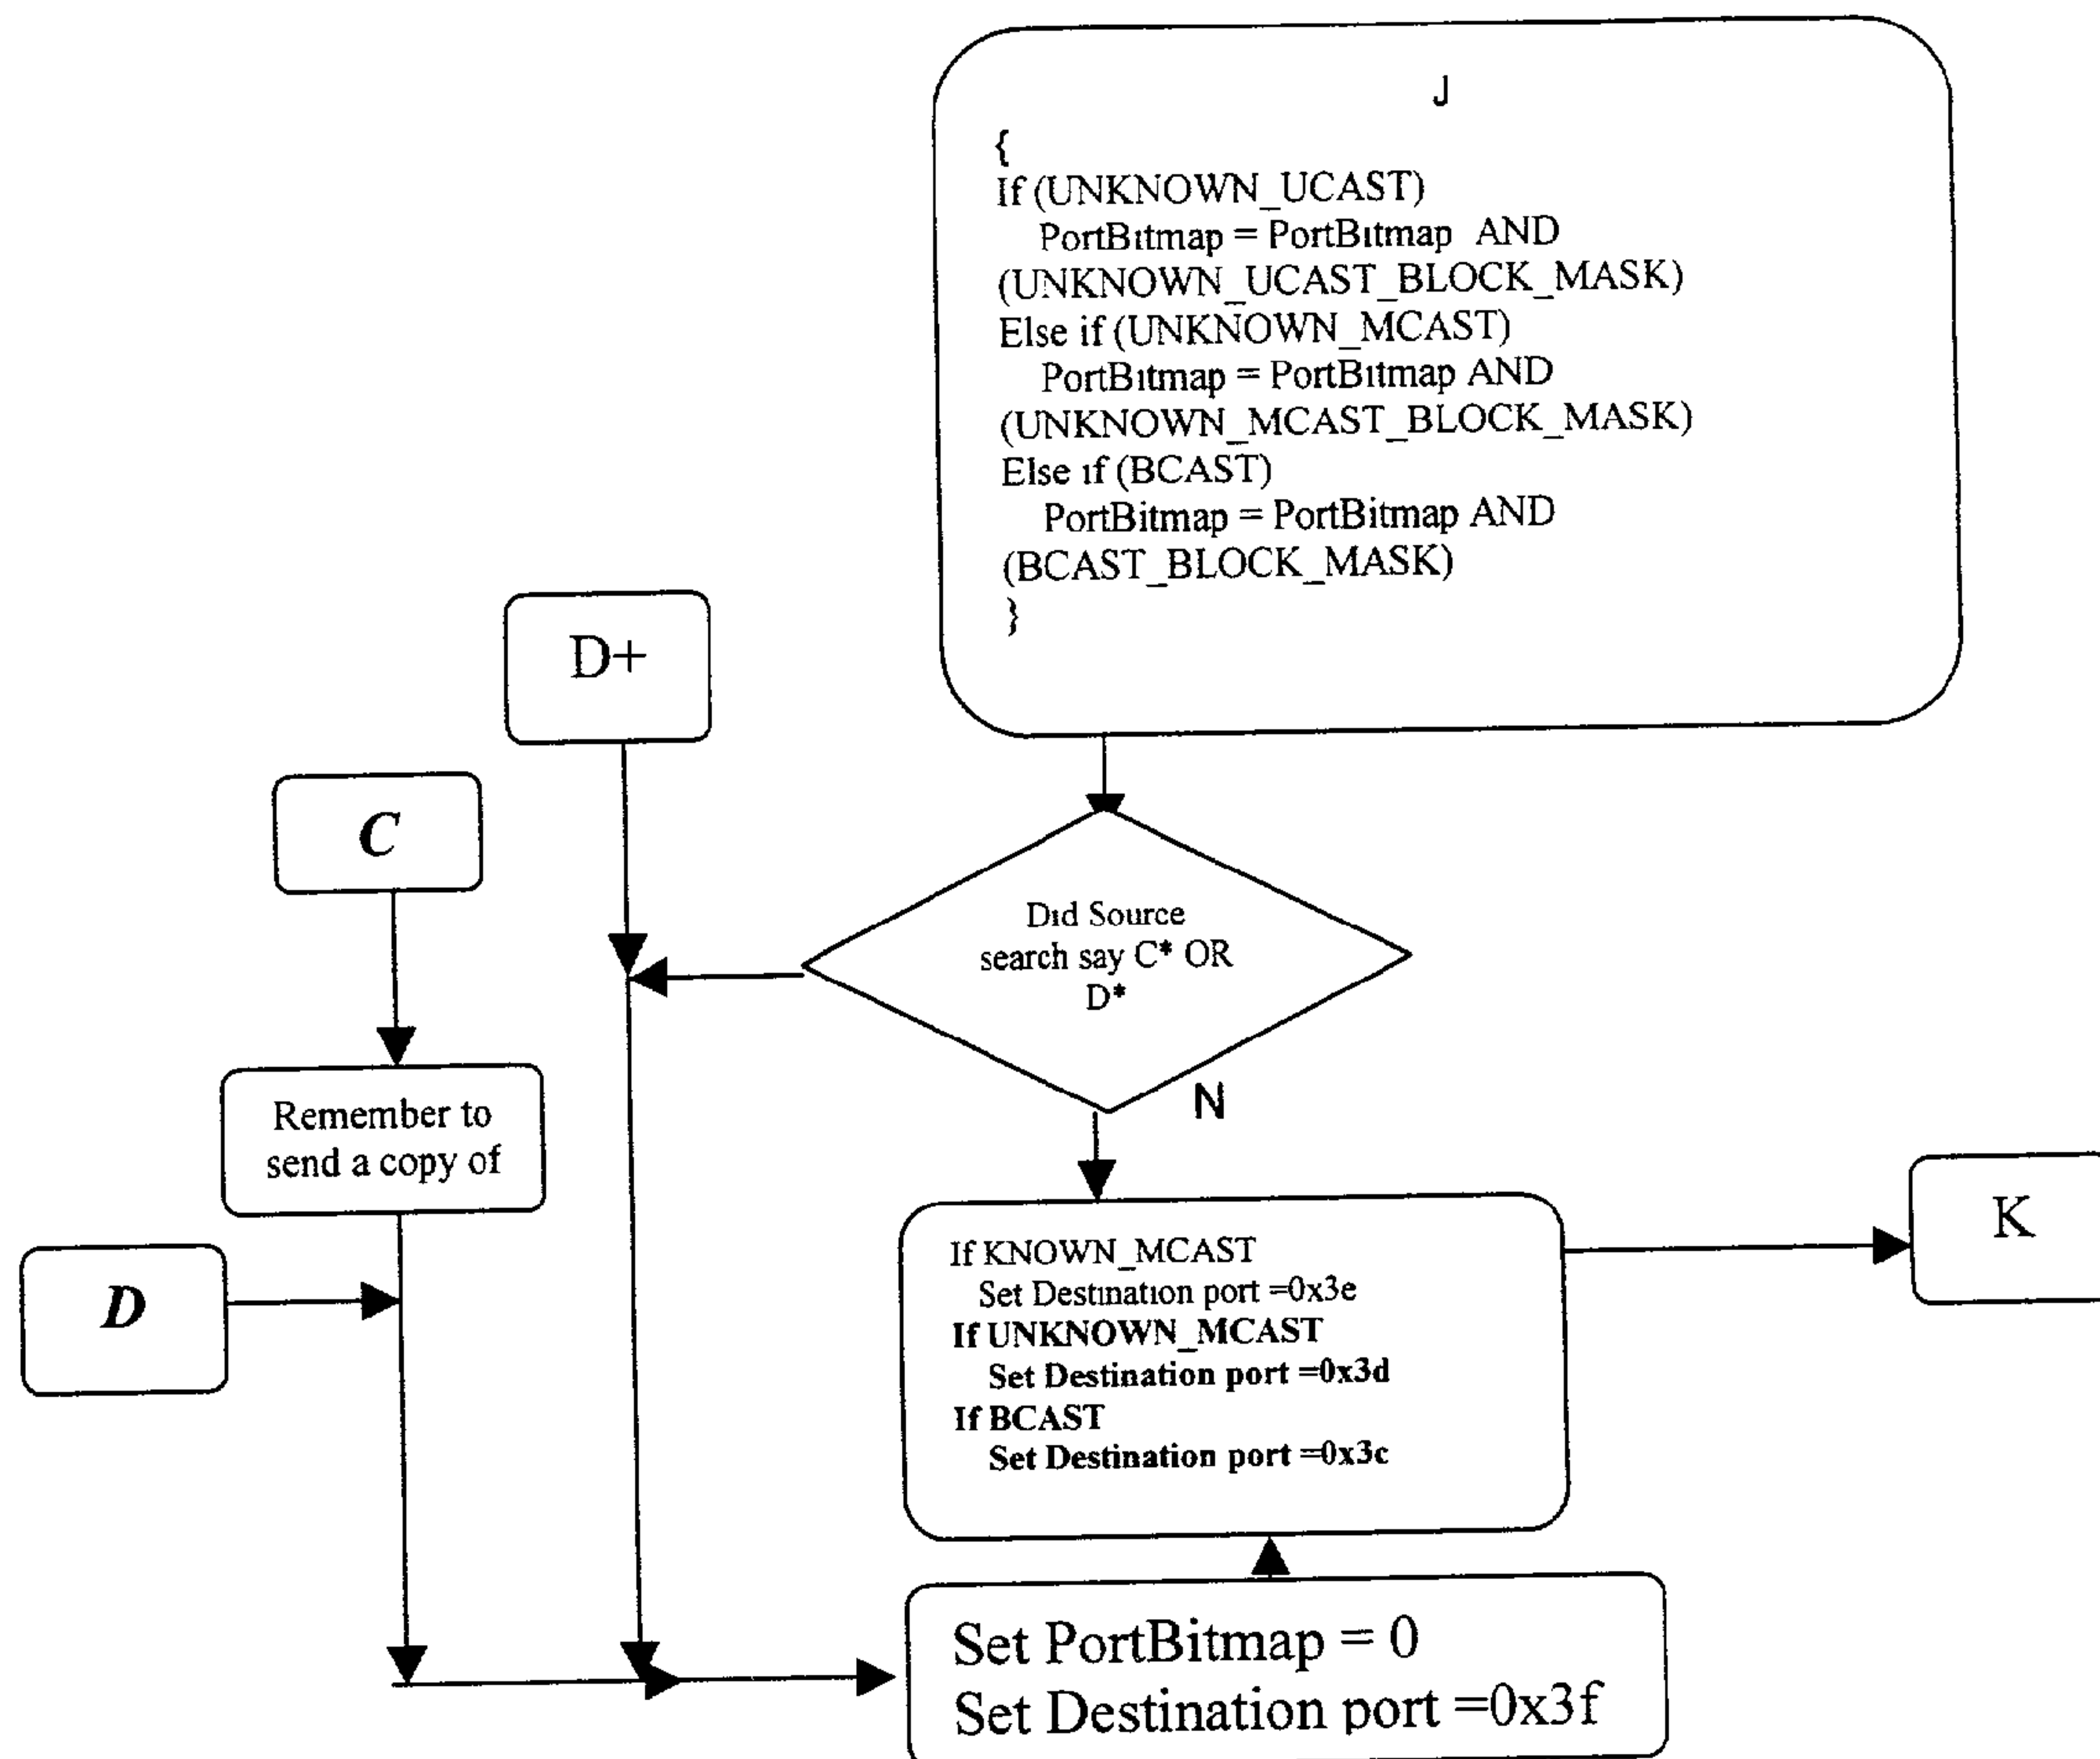 J
{
If (UNKNOWN_UCAST)
PortBitmap = PortBitmap AND
(UNKNOWN_UCAST_BLOCK_MASK)
Else if (UNKNOWN_MCAST)
PortBitmap = PortBitmap AND
(UNKNOWN_MCAST_BLOCK_MASK)
Else if (BCAST)
PortBitmap = PortBitmap AND
(BCAST_BLOCK_MASK)
}
D+
C
Did Source
search say C* OR
D*
N
Remember to
send a copy of
K
D
If KNOWN_MCAST
Set Destination port =0x3e
If UNKNOWN_MCAST
Set Destination port =0x3d
If BCAST
Set Destination port =0x3c
Set PortBitmap = 0
Set Destination port =0x3f